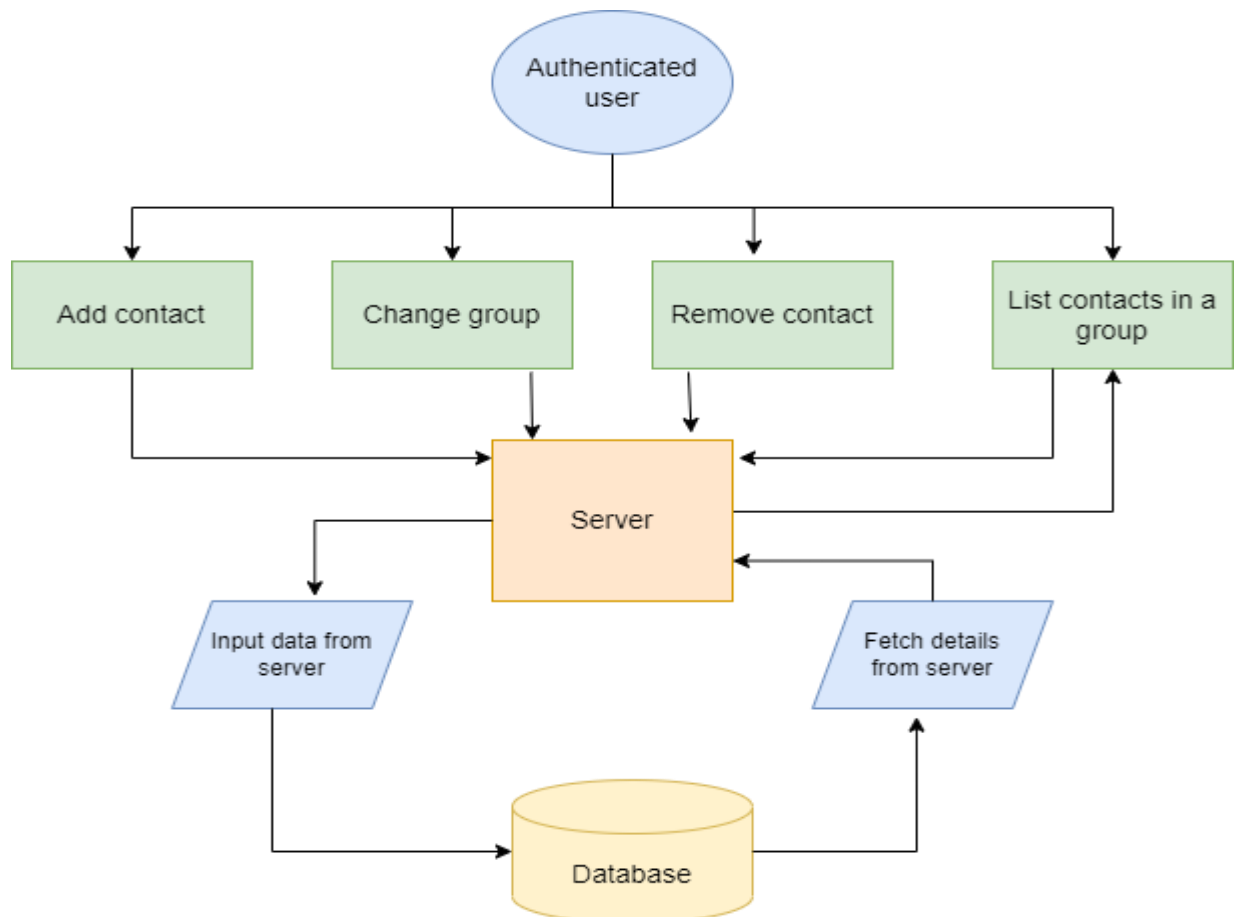 Authenticated
user
Add contact
Change group
Remove contact
List contacts in a
group
Server
Input data from
server
Fetch details
from server
Database